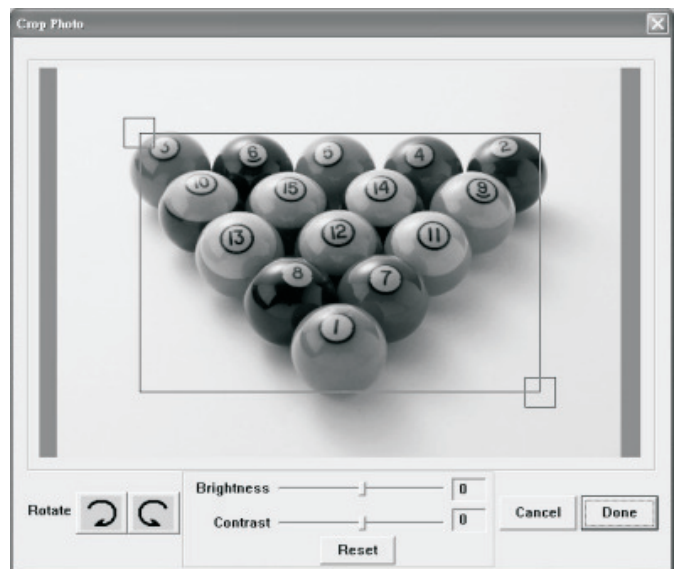 Crop Photo
3 6 5 4 2
10 15 14 9
13 12 11
8 7
1
Brightness 0
Rotate
Contrast 0
Cancel Done
Reset